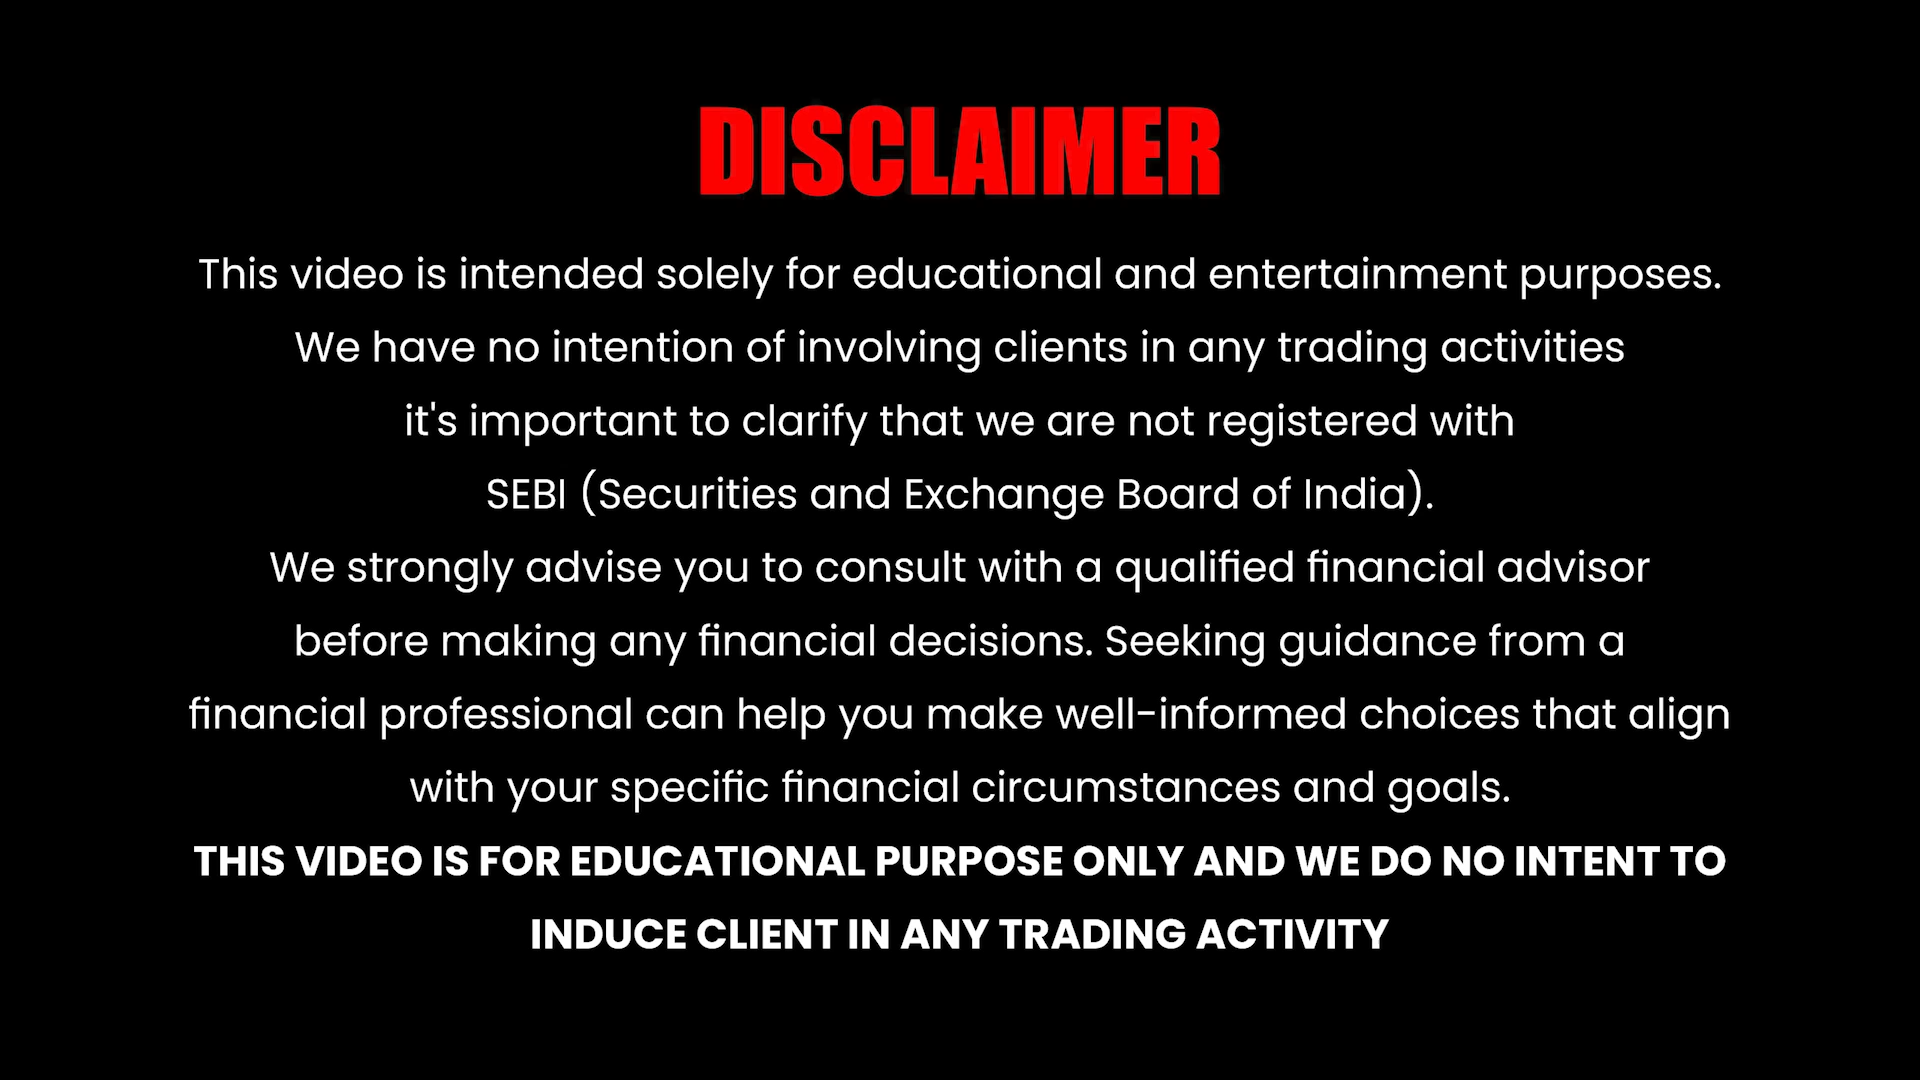 DISCLAIMER
This video is intended solely for educational and entertainment purposes.
We have no intention of involving clients in any trading activities
it's important to clarify that we are not registered with
SEBI (Securities and Exchange Board of India).
We strongly advise you to consult with a qualified financial advisor
before making any financial decisions. Seeking guidance from a
financial professional can help you make well-informed choices that align
with your specific financial circumstances and goals.
THIS VIDEO IS FOR EDUCATIONAL PURPOSE ONLY AND WE DO NO INTENT TO
INDUCE CLIENT IN ANY TRADING ACTIVITY